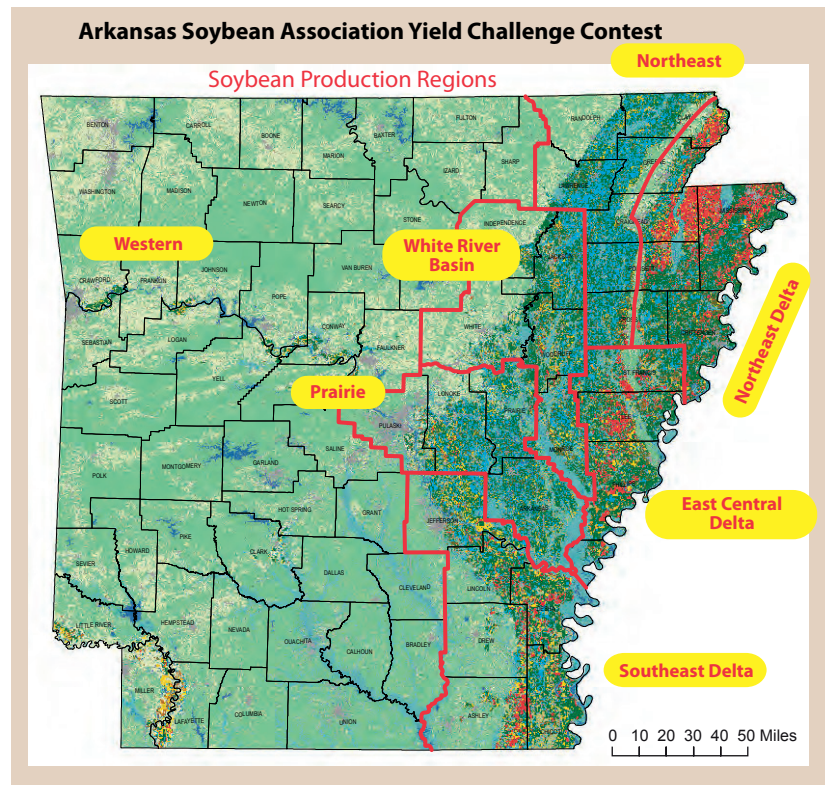 Arkansas Soybean Association Yield Challenge Contest
Northeast
Soybean Production Regions
BENTON
CARROLL
BOONE
MARION
BAXTER
FULTON
SHARP
RANDOLPH
CLAY
GREENE
IZARD
LAWRENCE
WASHINGTON
MADISON
NEWTON
SEARCY
STONE
INDEPENDENCE
Western
White River
Basin
CRAWFORD
FRANKLIN
JOHNSON
POPE
VAN BUREN
WHITE
Northeast Delta
SEBASTIAN
LOGAN
CONWAY
FAULKNER
WOODRUFF
ST FRANCIS
Prairie
SCOTT
YELL
LONOKE
PRAIRIE
LEE
PULASKI
SALINE
MONROE
POLK
MONTGOMERY
GARLAND
HOT SPRING
GRANT
JEFFERSON
ARKANSAS
East Central
Delta
SEVIER
HOWARD
PIKE
CLARK
DALLAS
CLEVELAND
LINCOLN
LITTLE RIVER
HEMPSTEAD
NEVADA
OUACHITA
CALHOUN
BRADLEY
DREW
Southeast Delta
MILLER
LAFAYETTE
COLUMBIA
UNION
ASHLEY
0 10 20 30 40 50 Miles